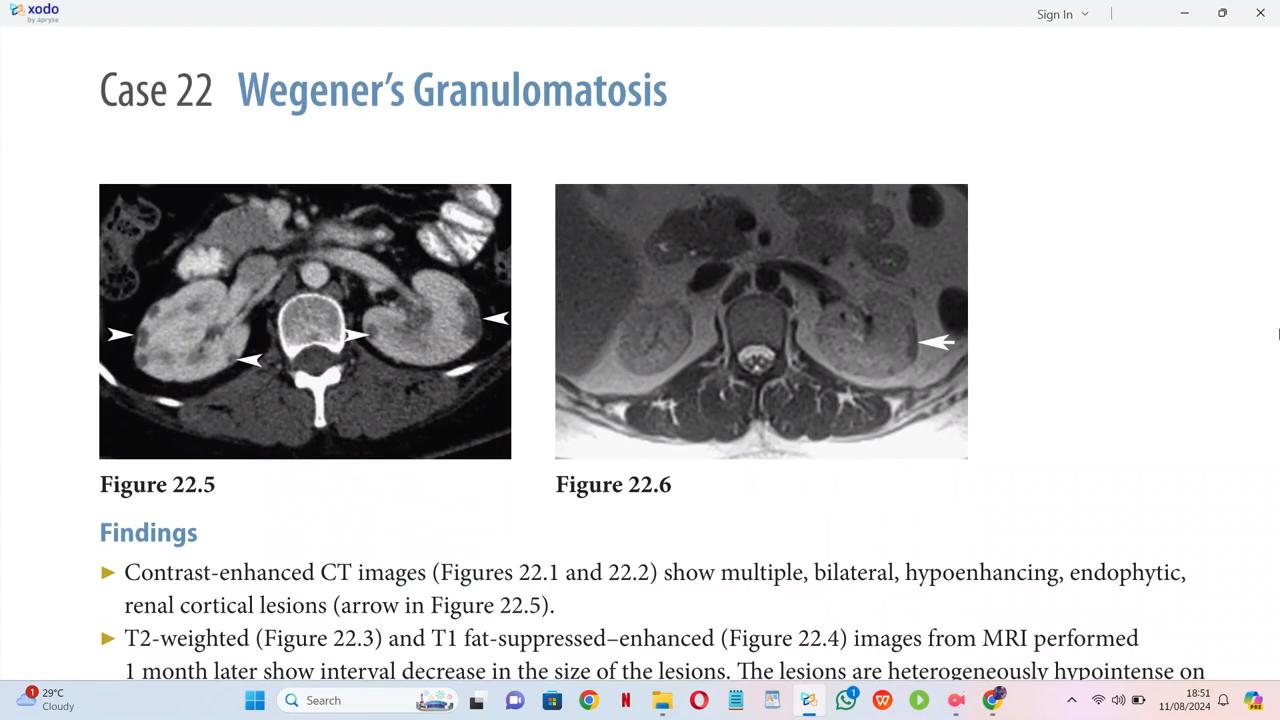 xodo
by apryse
Sign In
Case 22 Wegener’s Granulomatosis
Figure 22.5
Figure 22.6
Findings
► Contrast-enhanced CT images (Figures 22.1 and 22.2) show multiple, bilateral, hypoenhancing, endophytic,
renal cortical lesions (arrow in Figure 22.5).
► T2-weighted (Figure 22.3) and T1 fat-suppressed–enhanced (Figure 22.4) images from MRI performed
1 month later show interval decrease in the size of the lesions. The lesions are heterogeneously hypointense on
1
29°C
Cloudy
Search
1
18:51
11/08/2024
PRE